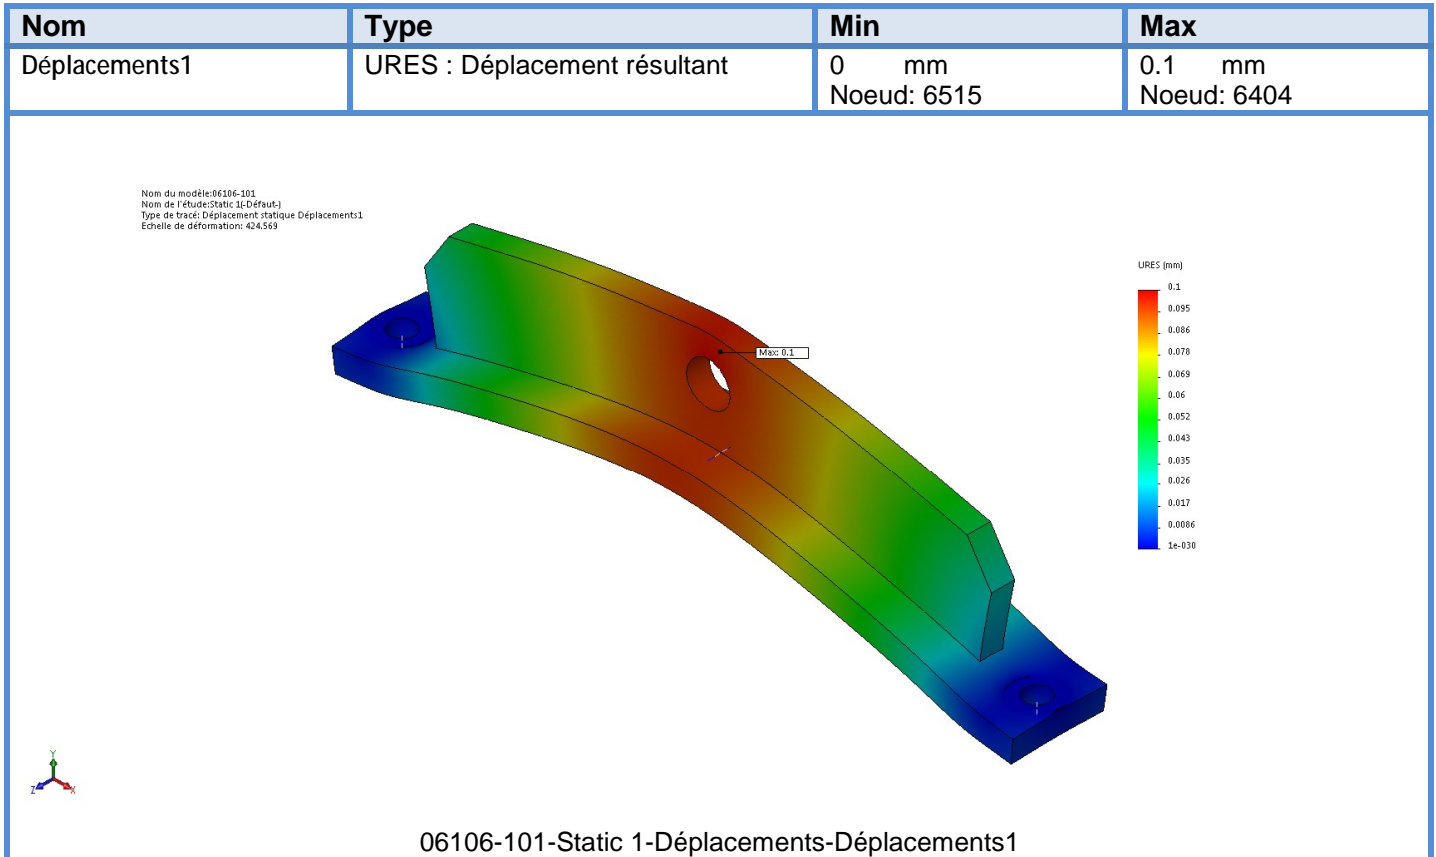 Nom Type Min Max
Déplacements1 URES : Déplacement résultant 0 mm 0.1 mm
Noeud: 6515 Noeud: 6404
Nom du modèle:06106-101
Nom de l'étude:Static 1(-Défaut-)
Type de tracé: Déplacement statique Déplacements1
Echelle de déformation: 424.569
URES (mm)
0.1
0.095
0.086
0.078
0.069
0.06
0.052
0.043
0.035
0.026
0.017
0.0086
1e-030
Max: 0.1
Y
Z X
06106-101-Static 1-Déplacements-Déplacements1